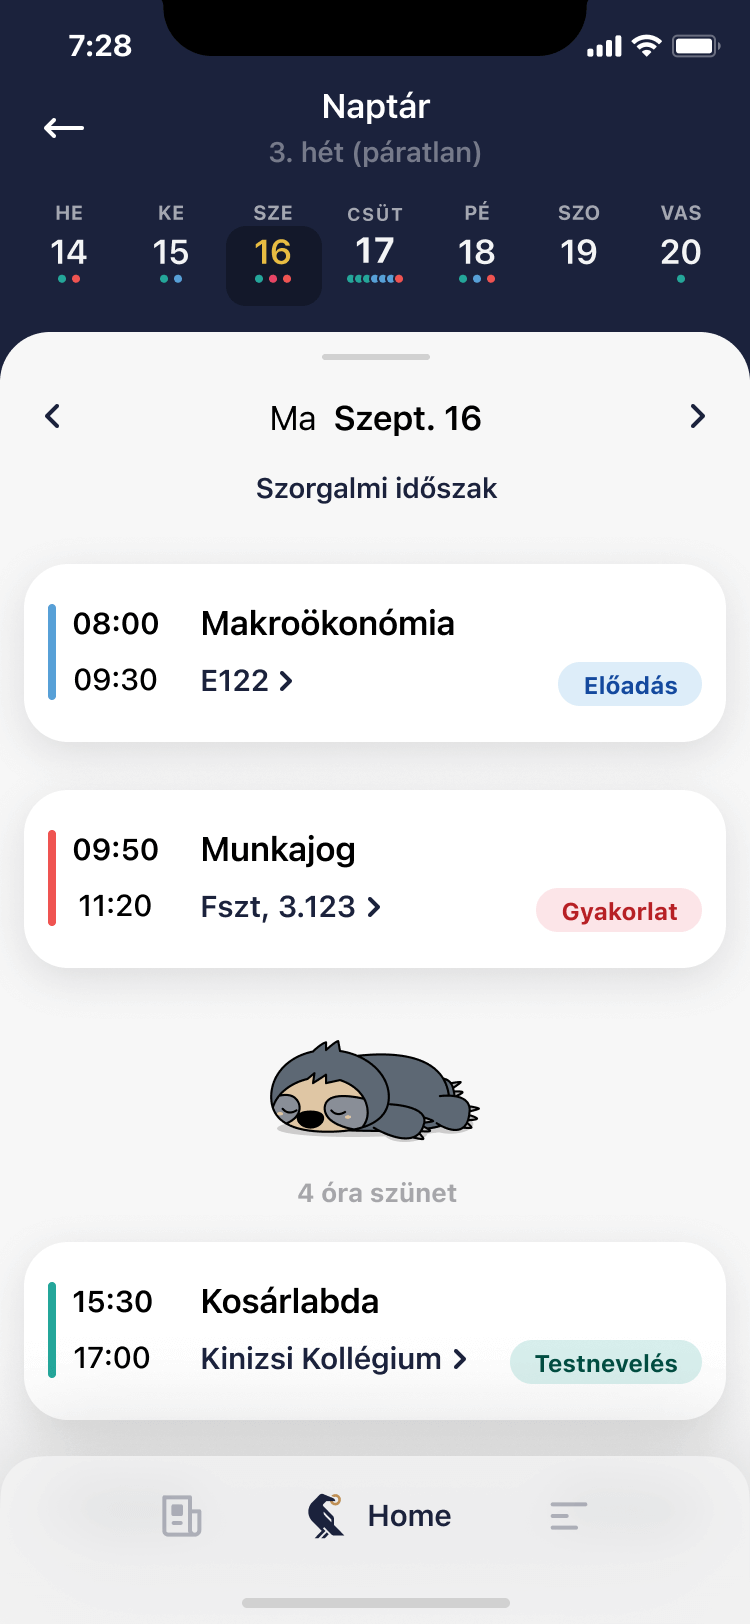 7:28
Naptár
3. hét (páratlan)
HE KE SZE CSÜT PÉ SZO VAS
14 15 16 17 18 19 20
Ma Szept. 16
Szorgalmi időszak
08:00 Makroökonómia
09:30 E122
Előadás
09:50 Munkajog
11:20 Fszt, 3.123
Gyakorlat
4 óra szünet
15:30 Kosárlabda
17:00 Kinizsi Kollégium
Testnevelés
Home